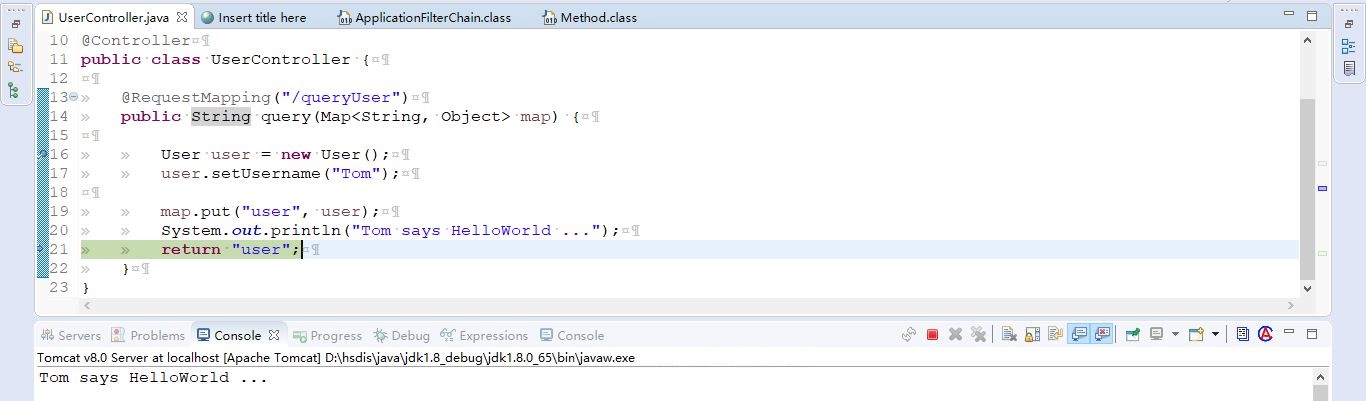 UserController.java Insert title here ApplicationFilterChain.class Method.class
10 @Controller¤¶
11 public class UserController {¤¶
12 ¤¶
13 » @RequestMapping("/queryUser")¤¶
14 » public String query(Map<String, Object> map) {¤¶
15 ¤¶
16 » » User user = new User();¤¶
17 » » user.setUsername("Tom");¤¶
18 ¤¶
19 » » map.put("user", user);¤¶
20 » » System.out.println("Tom says HelloWorld ...");¤¶
21 » » return "user";¤¶
22 » }¤¶
23 }
Servers Problems Console Progress Debug Expressions Console
Tomcat v8.0 Server at localhost [Apache Tomcat] D:\hsdis\java\jdk1.8_debug\jdk1.8.0_65\bin\javaw.exe
Tom says HelloWorld ...